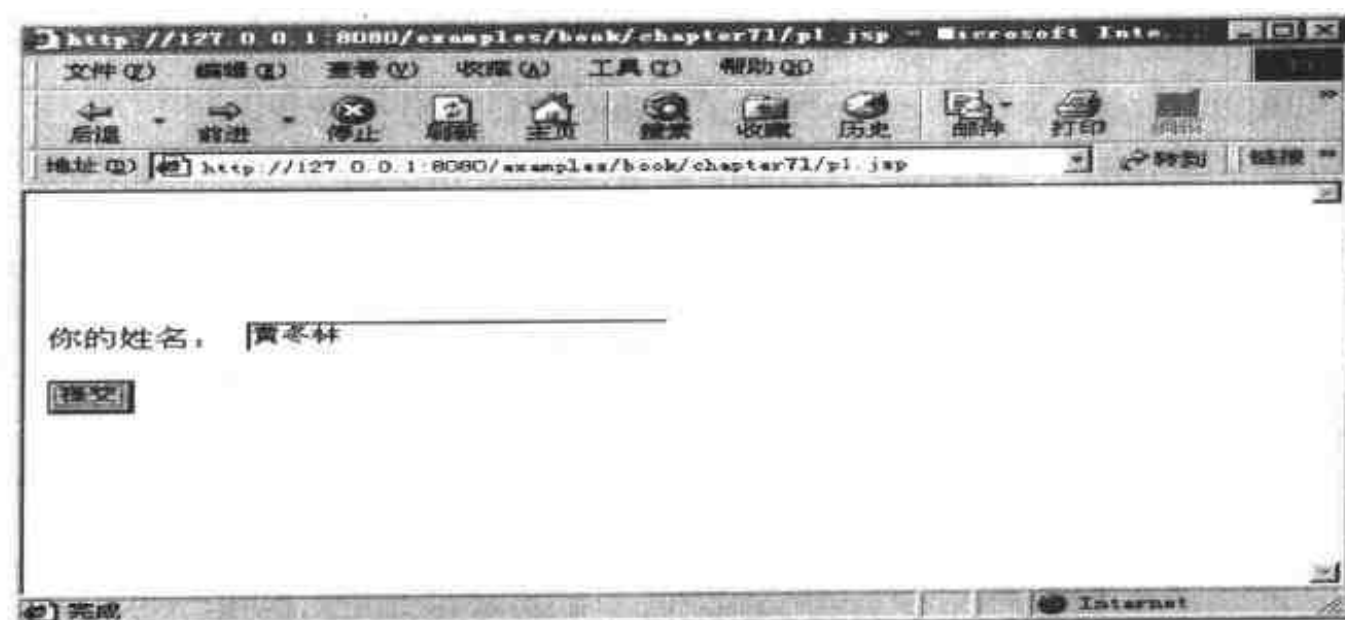 http://127.0.0.1:8080/examples/book/chapter71/p1.jsp - Microsoft Inte...
文件(F) 编辑(E) 查看(V) 收藏(A) 工具(T) 帮助(H)
后退 前进 停止 刷新 主页 搜索 收藏 历史 邮件 打印
地址(D) http://127.0.0.1:8080/examples/book/chapter71/p1.jsp 转到 链接
你的姓名: 黄冬林
提交
完成 Internet